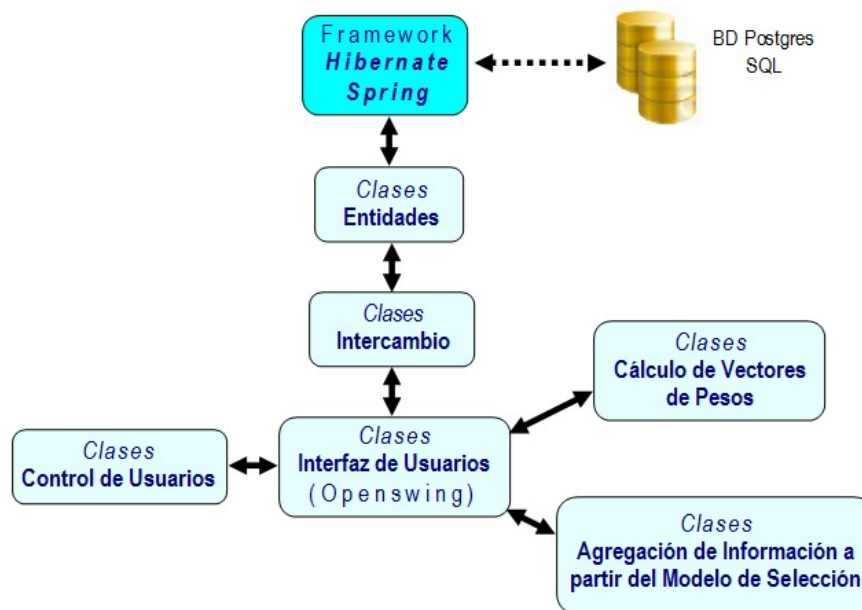 Framework
Hibernate
Spring
BD Postgres
SQL
Clases
Entidades
Clases
Intercambio
Clases
Cálculo de Vectores
de Pesos
Clases
Control de Usuarios
Clases
Interfaz de Usuarios
(Openswing)
Clases
Agregación de Información a
partir del Modelo de Selección